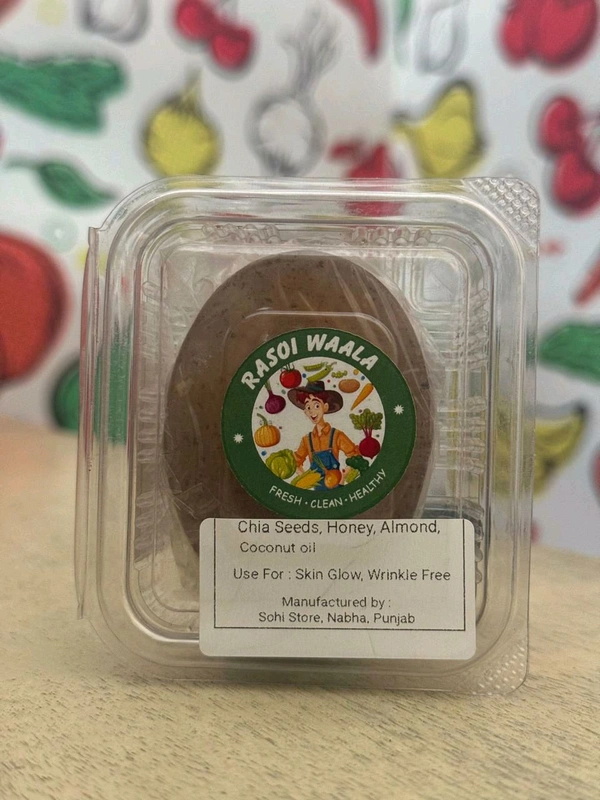 RASOI WAALA
FRESH • CLEAN • HEALTHY
Chia Seeds, Honey, Almond,
Coconut oil
Use For : Skin Glow, Wrinkle Free
Manufactured by :
Sohi Store, Nabha, Punjab